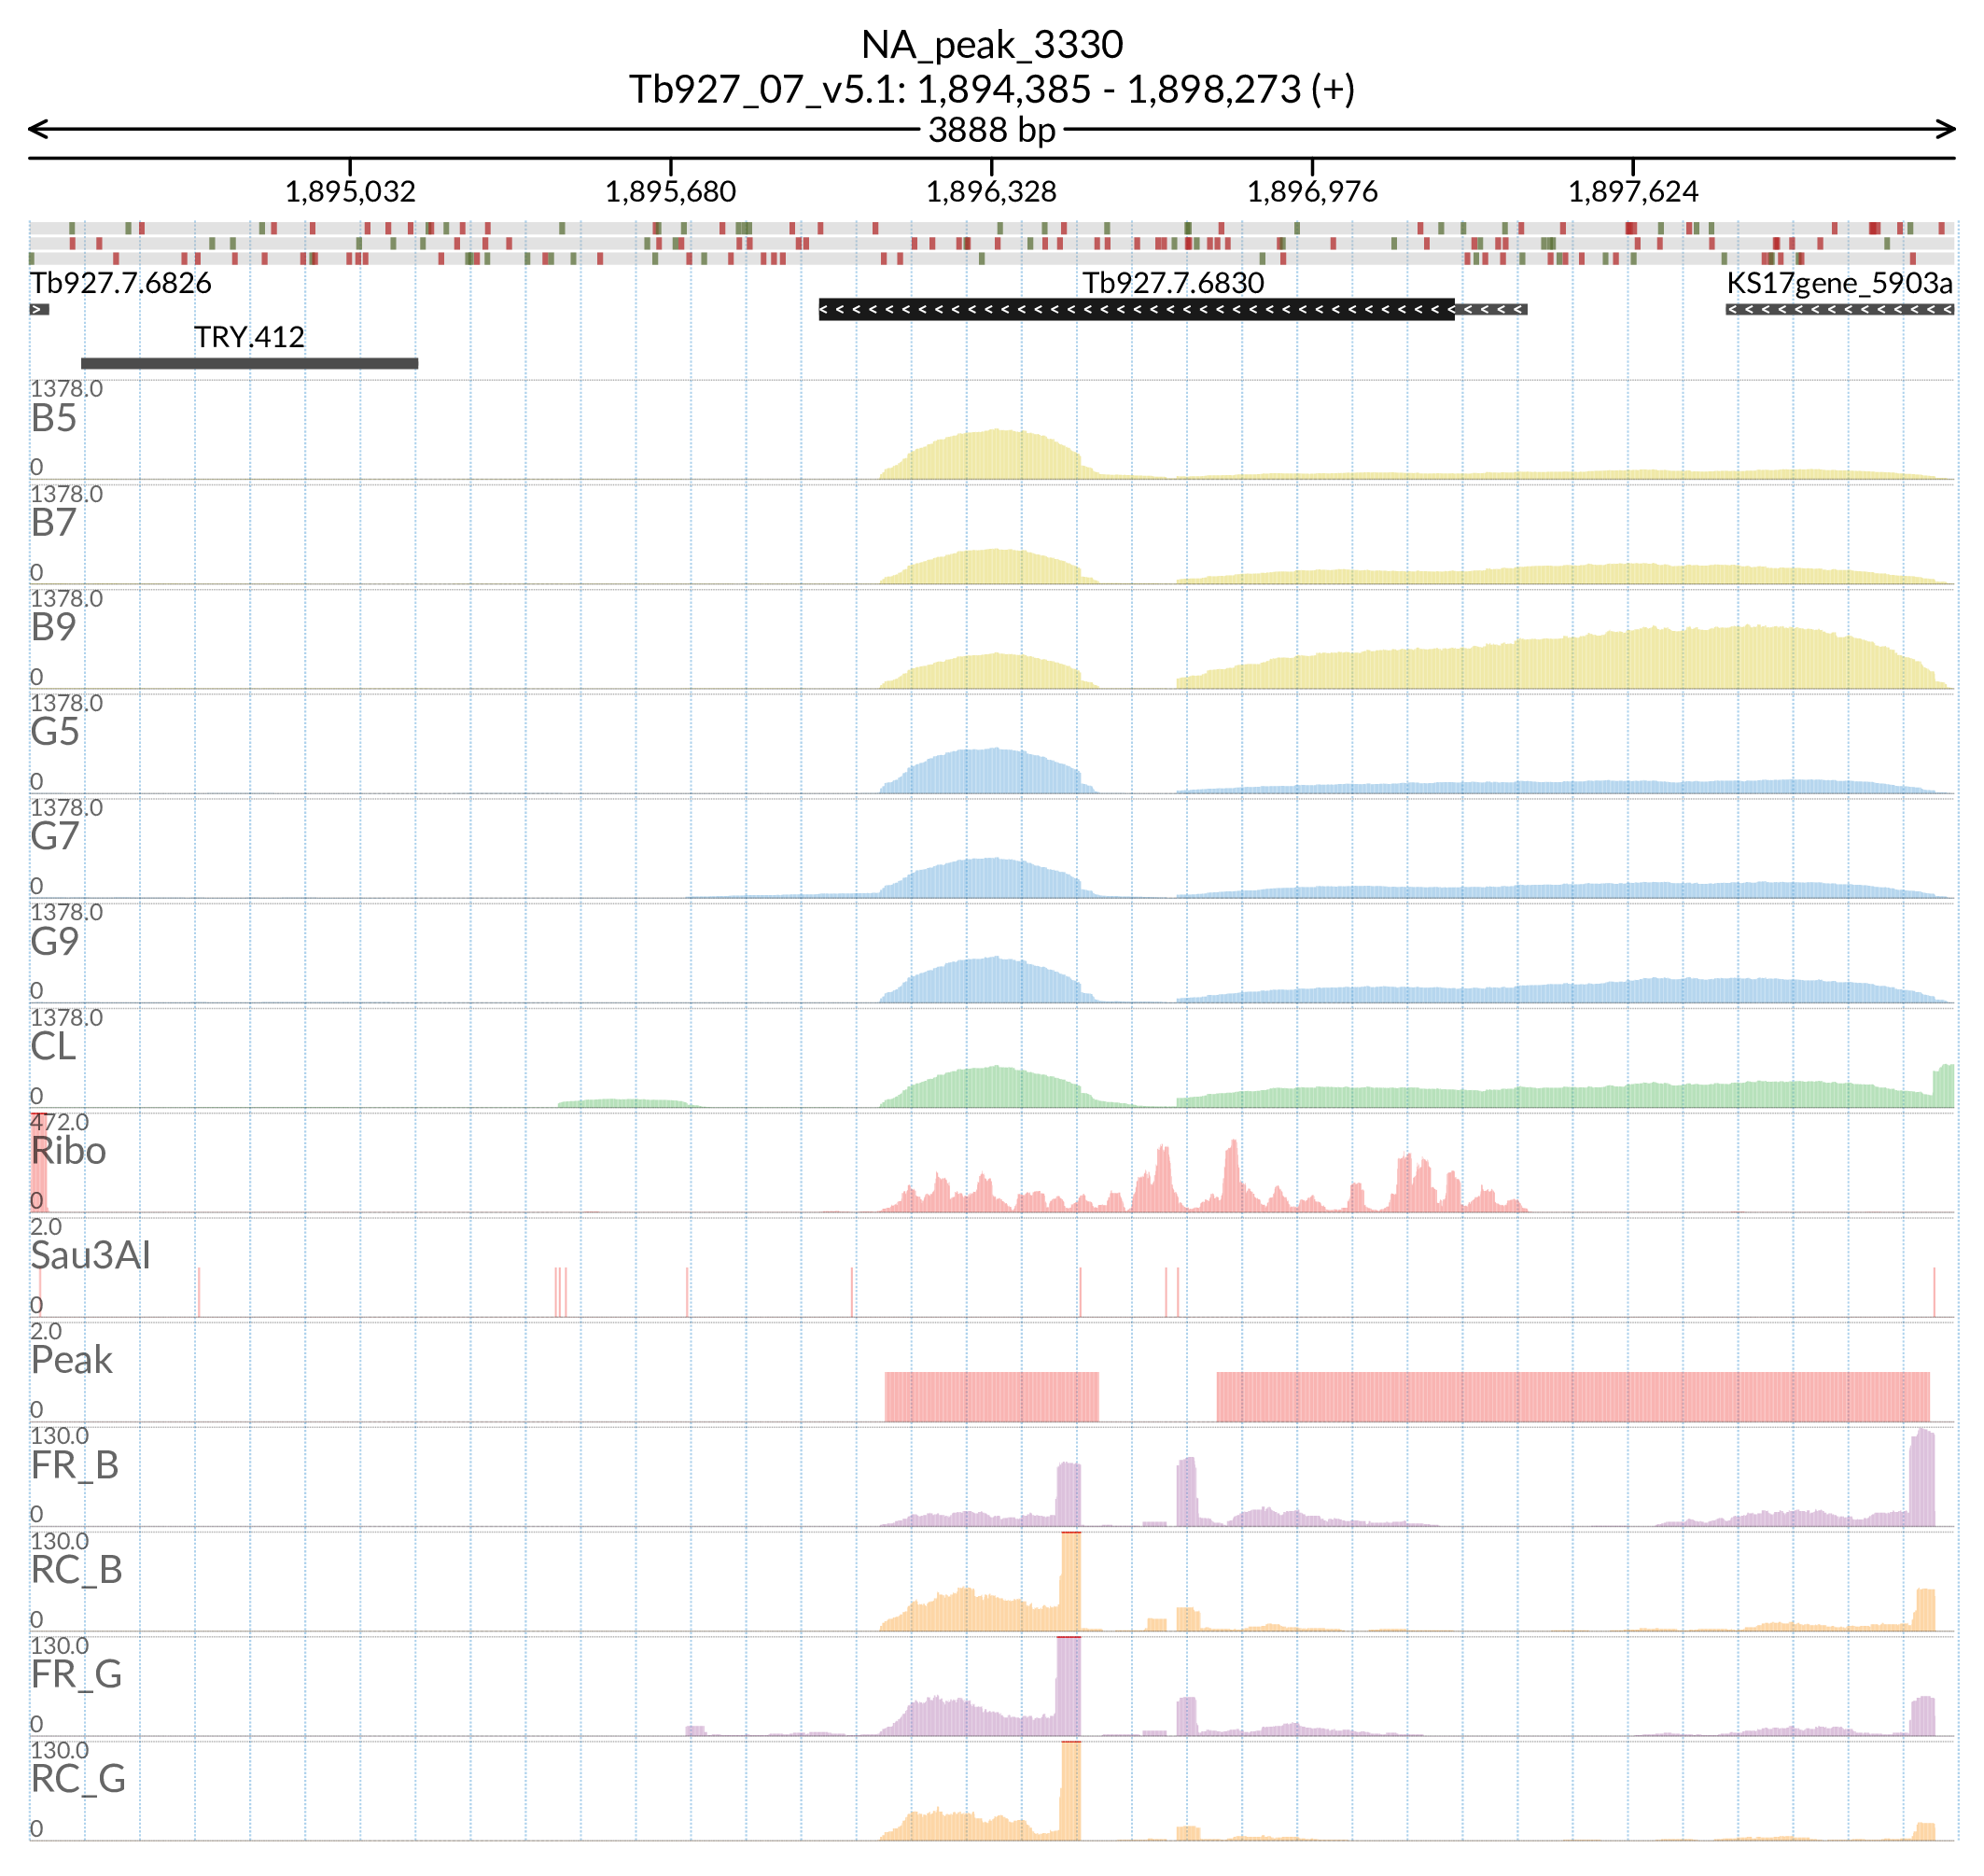 NA_peak_3330
Tb927_07_v5.1: 1,894,385 - 1,898,273 (+)
3888 bp
1,895,032 1,895,680 1,896,328 1,896,976 1,897,624
Tb927.7.6826 Tb927.7.6830 KS17gene_5903a
TRY.412
1378.0
B5
0
1378.0
B7
0
1378.0
B9
0
1378.0
G5
0
1378.0
G7
0
1378.0
G9
0
1378.0
CL
0
472.0
Ribo
0
2.0
Sau3AI
0
2.0
Peak
0
130.0
FR_B
0
130.0
RC_B
0
130.0
FR_G
0
130.0
RC_G
0